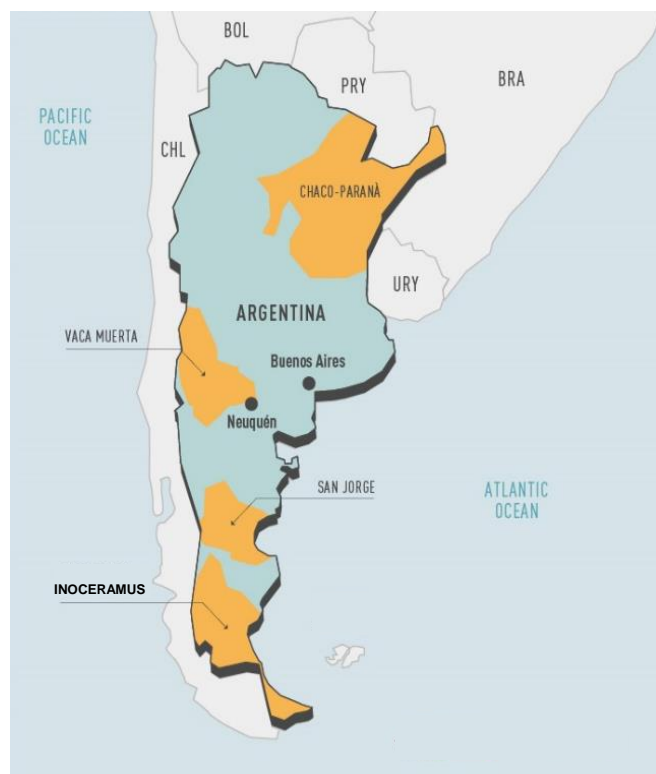 BOL
PRY
BRA
PACIFIC
OCEAN
CHL
CHACO-PARANÀ
URY
ARGENTINA
VACA MUERTA
Buenos Aires
Neuquén
SAN JORGE
ATLANTIC
OCEAN
INOCERAMUS